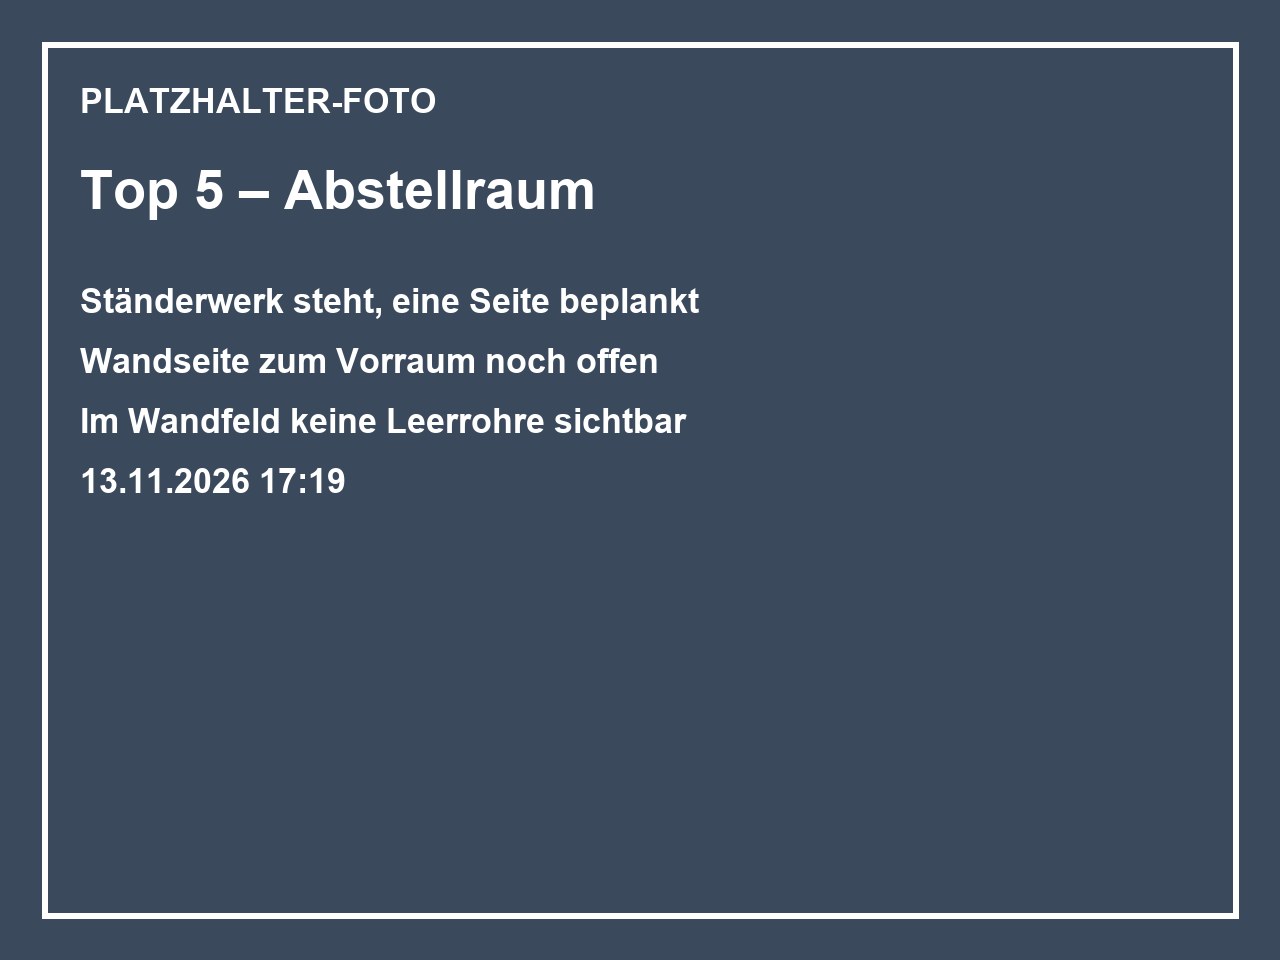 PLATZHALTER-FOTO
Top 5 – Abstellraum
Ständerwerk steht, eine Seite beplankt
Wandseite zum Vorraum noch offen
Im Wandfeld keine Leerrohre sichtbar
13.11.2026 17:19